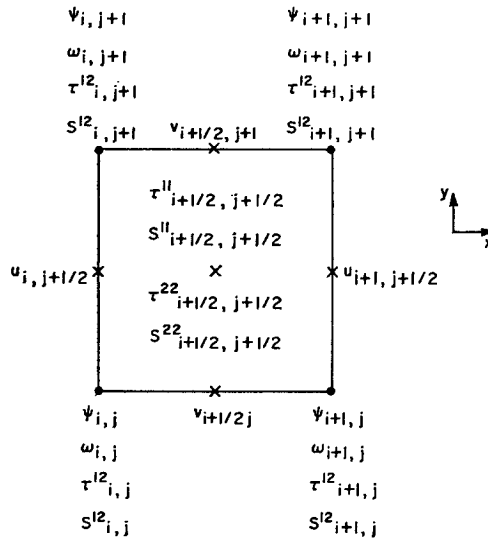 ψi, j+1 ψi+1, j+1
ωi, j+1 ωi+1, j+1
τ¹²i, j+1 τ¹²i+1, j+1
S¹²i, j+1 vi+1/2, j+1 S¹²i+1, j+1
τ¹¹i+1/2, j+1/2
S¹¹i+1/2, j+1/2
y
x
ui, j+1/2 ui+1, j+1/2
τ²²i+1/2, j+1/2
S²²i+1/2, j+1/2
ψi, j vi+1/2j ψi+1, j
ωi, j ωi+1, j
τ¹²i, j τ¹²i+1, j
S¹²i, j S¹²i+1, j